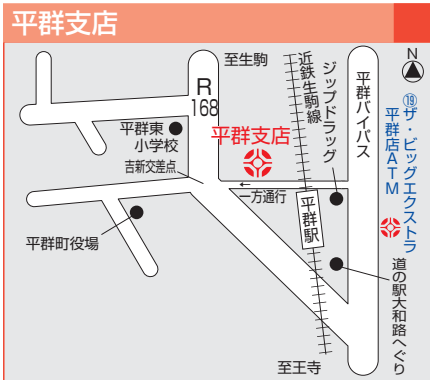 平群支店
至生駒
R
168
近鉄生駒線
ジップドラッグ
平群バイパス
N
⑲ザ・ビッグエクストラ
平群店ATM
平群東
小学校
平群支店
吉新交差点
←
一方通行
平群駅
平群町役場
道の駅大和路へぐり
至王寺